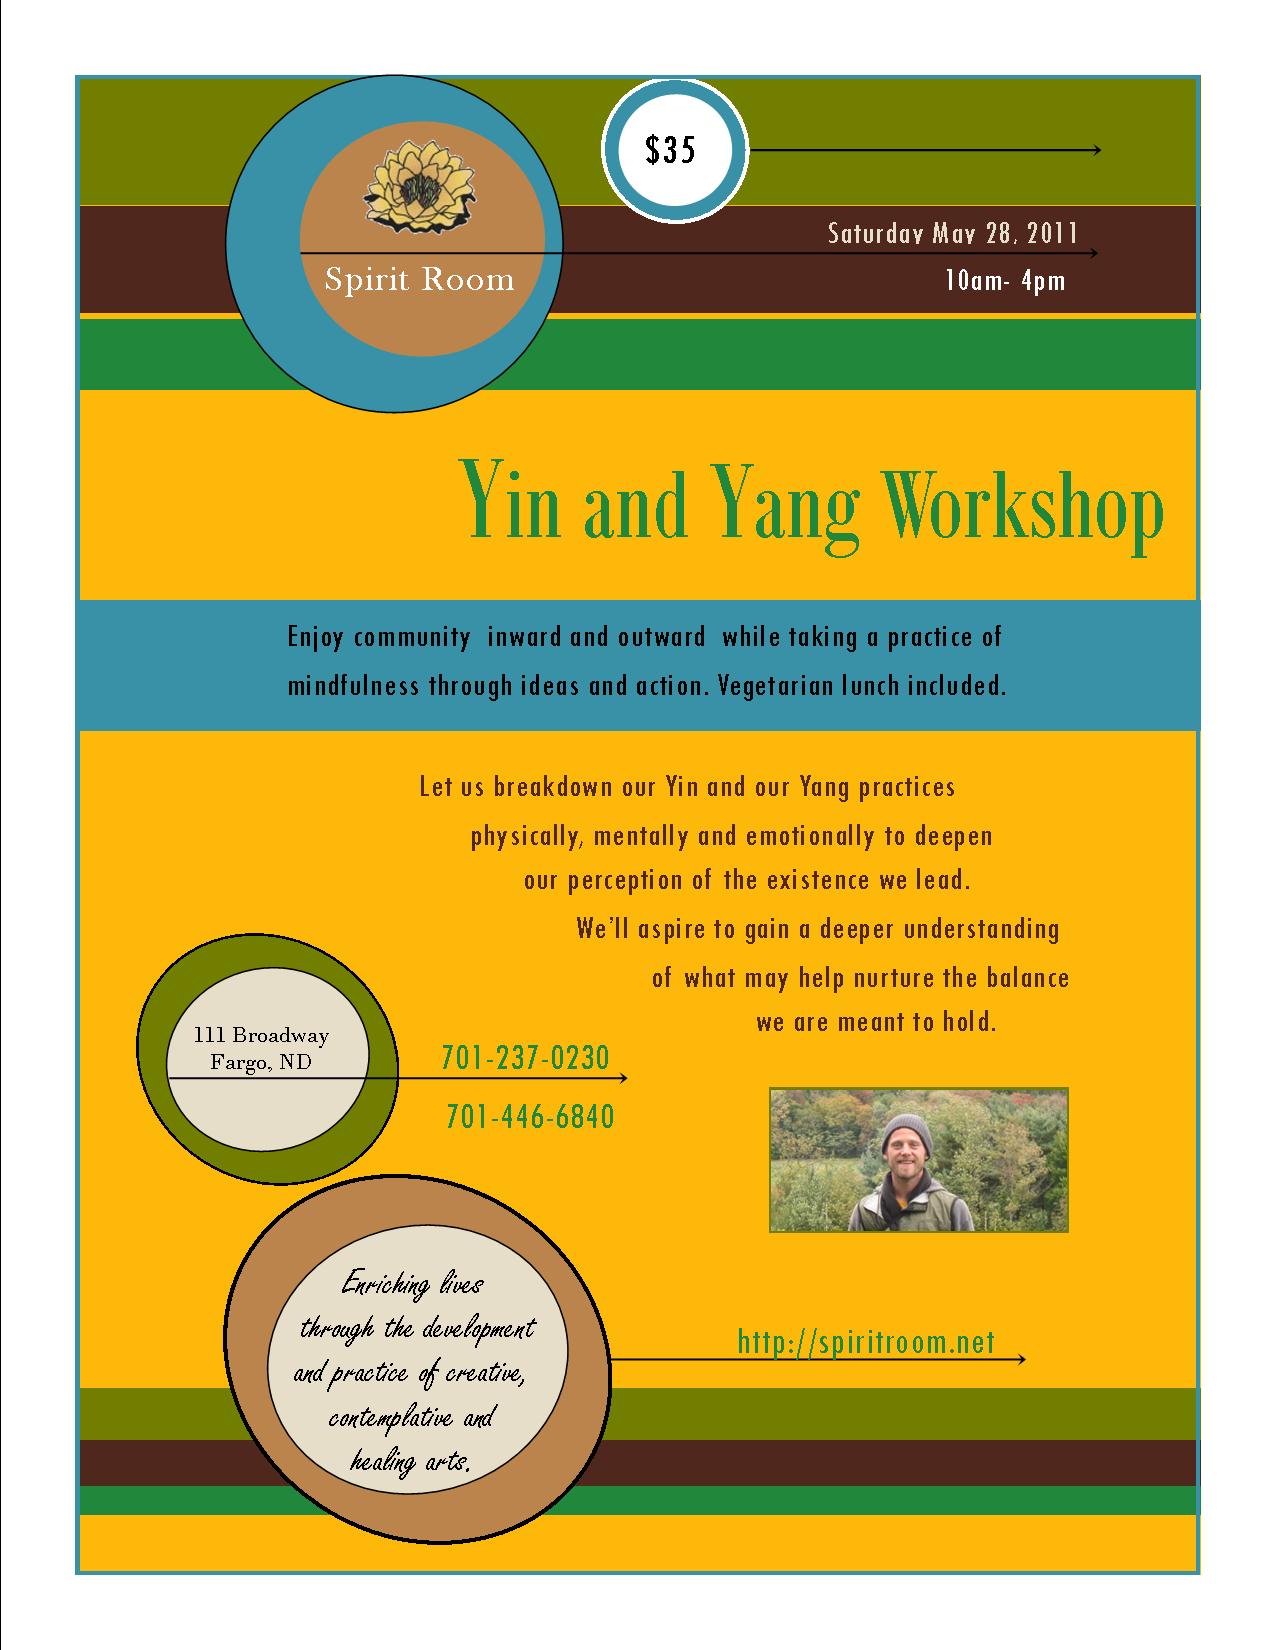 $35
Saturday May 28, 2011
Spirit Room
10am- 4pm
Yin and Yang Workshop
Enjoy community inward and outward while taking a practice of
mindfulness through ideas and action. Vegetarian lunch included.
Let us breakdown our Yin and our Yang practices
physically, mentally and emotionally to deepen
our perception of the existence we lead.
We'll aspire to gain a deeper understanding
of what may help nurture the balance
we are meant to hold.
111 Broadway
Fargo, ND
701-237-0230
701-446-6840
Enriching lives
through the development
and practice of creative,
contemplative and
healing arts.
http://spiritroom.net